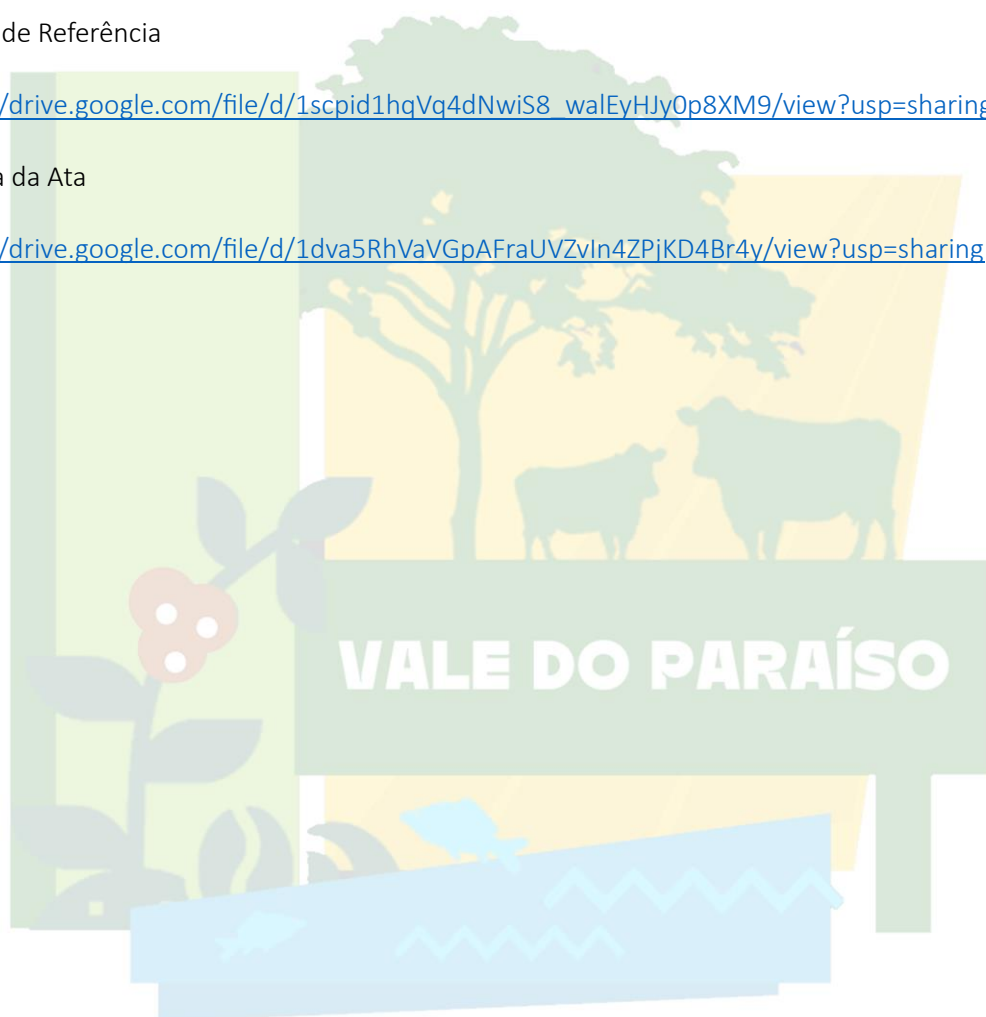 de Referência
/drive.google.com/file/d/1scpid1hqVq4dNwiS8_walEyHJy0p8XM9/view?usp=sharing
a da Ata
/drive.google.com/file/d/1dva5RhVaVGpAFraUVZvIn4ZPjKD4Br4y/view?usp=sharing
VALE DO PARAÍSO